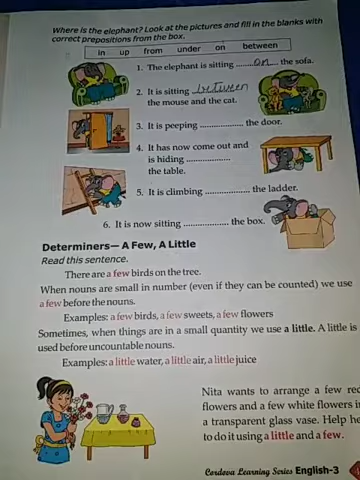 Where is the elephant? Look at the pictures and fill in the blanks with
correct prepositions from the box.
in up from under on between
1. The elephant is sitting ....on.... the sofa.
2. It is sitting between
the mouse and the cat.
3. It is peeping .................. the door.
4. It has now come out and
is hiding ..................
the table.
5. It is climbing .................. the ladder.
6. It is now sitting .................. the box.
Determiners—A Few, A Little
Read this sentence.
There are a few birds on the tree.
When nouns are small in number (even if they can be counted) we use
a few before the nouns.
Examples: a few birds, a few sweets, a few flowers
Sometimes, when things are in a small quantity we use a little. A little is
used before uncountable nouns.
Examples: a little water, a little air, a little juice
Nita wants to arrange a few red
flowers and a few white flowers in
a transparent glass vase. Help he
to do it using a little and a few.
Cordova Learning Series English-3